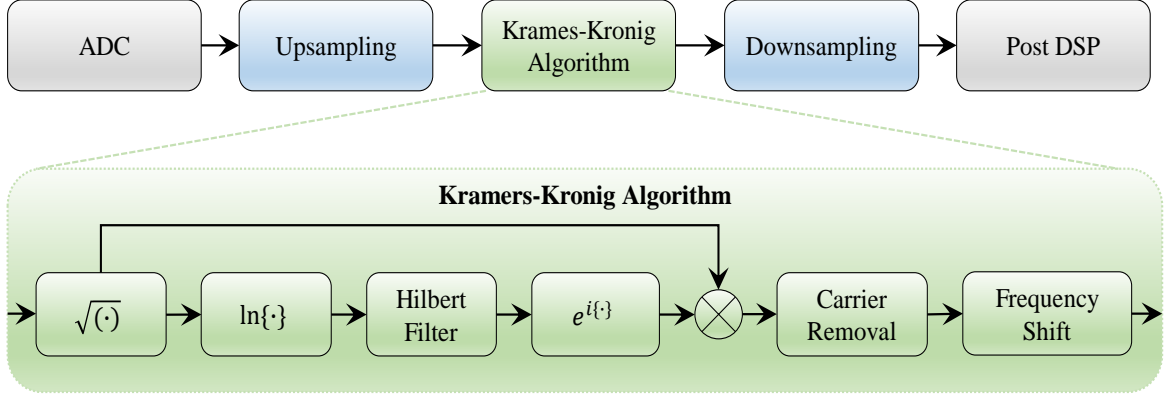 ADC
Upsampling
Krames-Kronig
Algorithm
Downsampling
Post DSP
Kramers-Kronig Algorithm
√(·)
ln{·}
Hilbert
Filter
e^{i{·}}
Carrier
Removal
Frequency
Shift